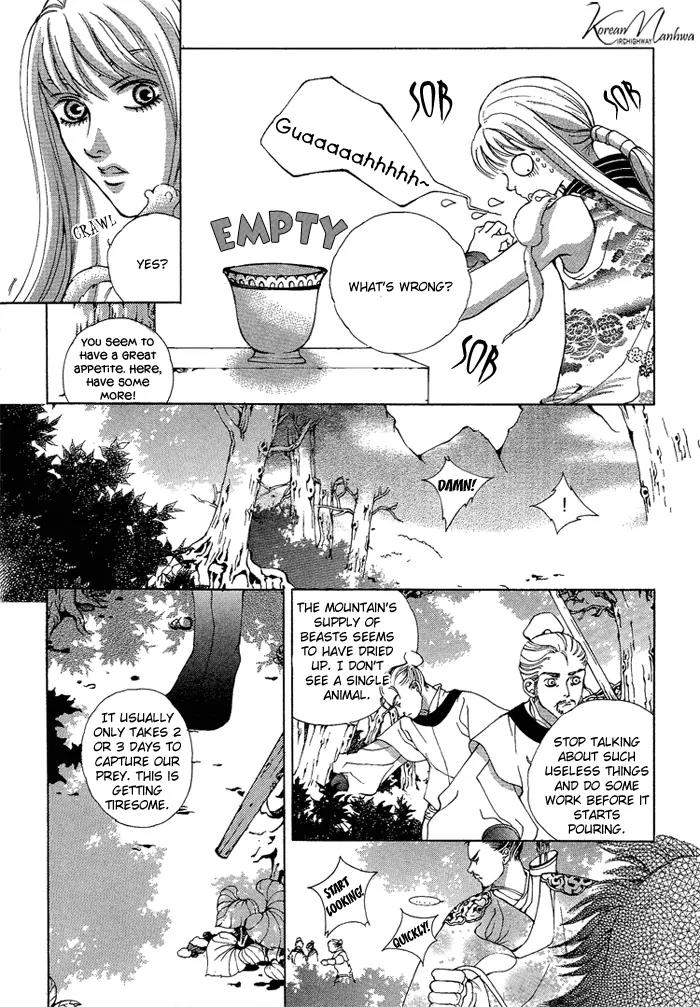 Korean Manhwa
IRCHIGHWAY
SOB
SOB
Guaaaaahhhhh~
CRAWL
YES?
EMPTY
WHAT'S WRONG?
SOB
YOU SEEM TO
HAVE A GREAT
APPETITE. HERE,
HAVE SOME
MORE!
DAMN!
!
THE MOUNTAIN'S
SUPPLY OF
BEASTS SEEMS
TO HAVE DRIED
UP. I DON'T
SEE A SINGLE
ANIMAL.
STOP TALKING
ABOUT SUCH
USELESS THINGS
AND DO SOME
WORK BEFORE IT
STARTS
POURING.
IT USUALLY
ONLY TAKES 2
OR 3 DAYS TO
CAPTURE OUR
PREY. THIS IS
GETTING
TIRESOME.
START
LOOKING!
QUICKLY!